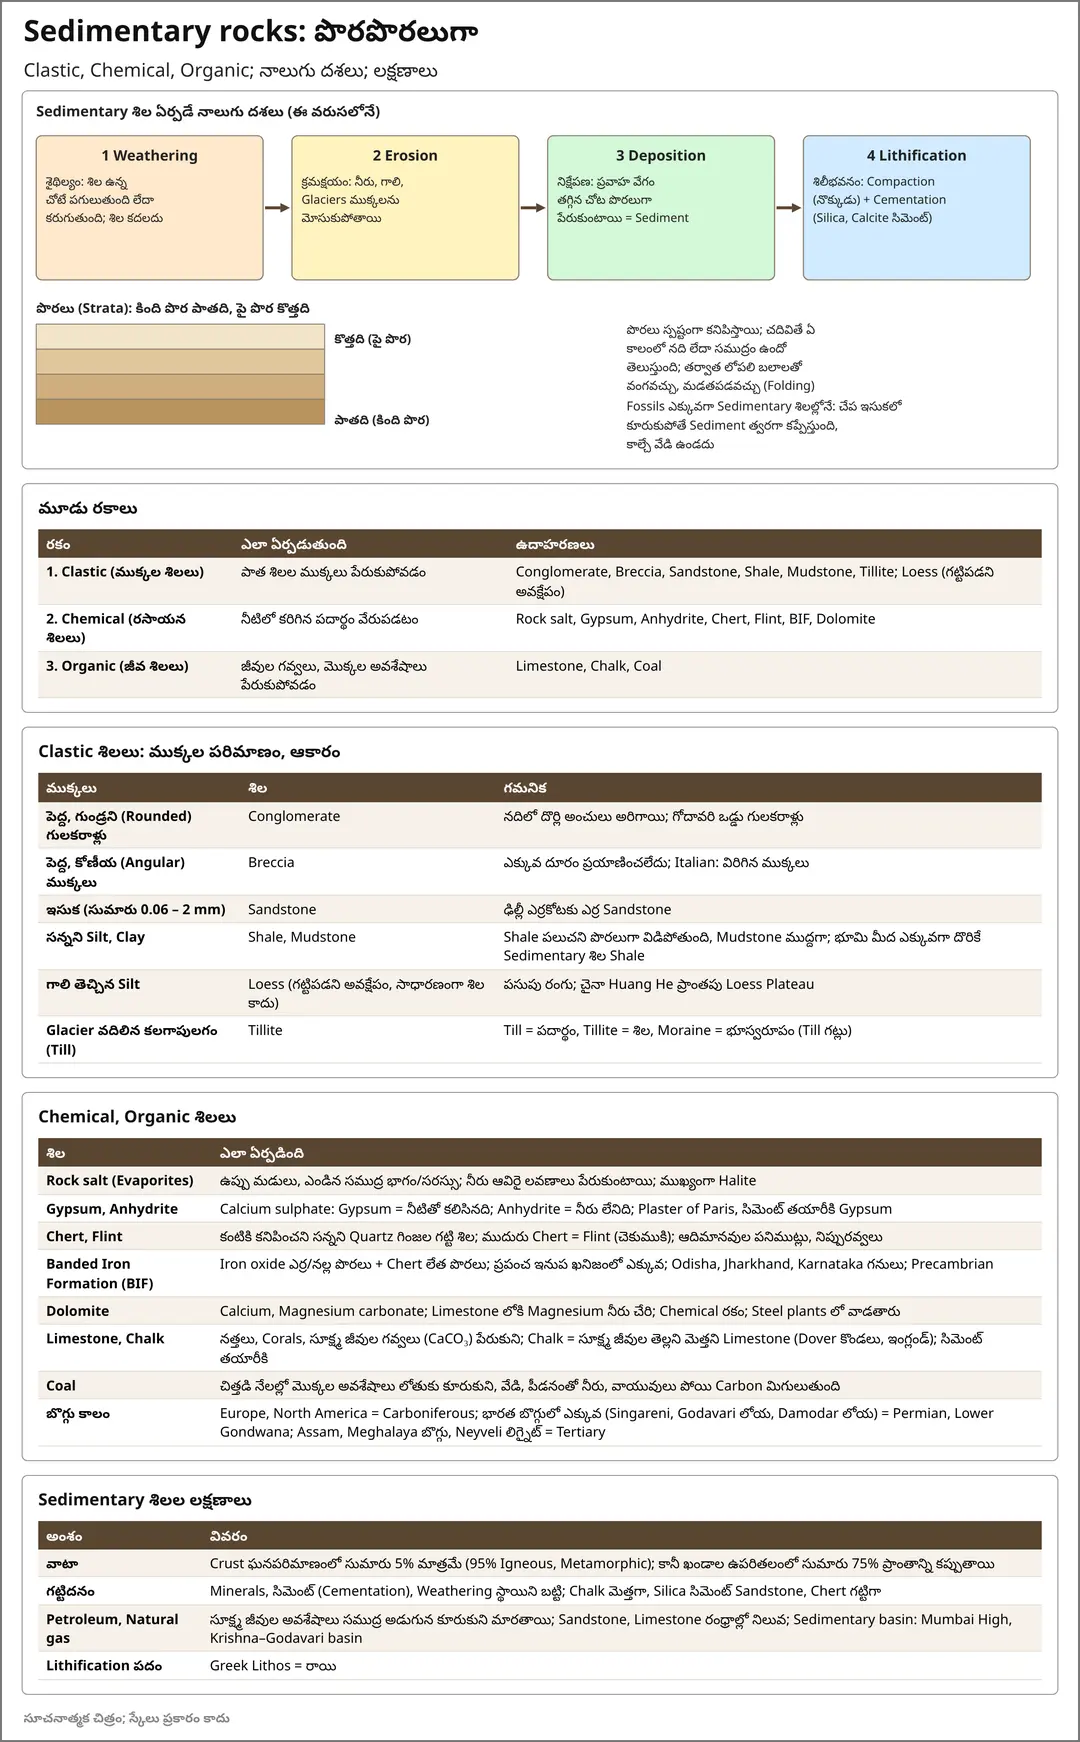 Sedimentary rocks: పొరపొరలుగా
Clastic, Chemical, Organic; నాలుగు దశలు; లక్షణాలు
Sedimentary శిల ఏర్పడే నాలుగు దశలు (ఈ వరుసలోనే)
1 Weathering
శైథిల్యం: శిల ఉన్న
చోటే పగులుతుంది లేదా
కరుగుతుంది; శిల కదలదు
2 Erosion
క్రమక్షయం: నీరు, గాలి,
Glaciers ముక్కలను
మోసుకుపోతాయి
3 Deposition
నిక్షేపణ: ప్రవాహ వేగం
తగ్గిన చోట పొరలుగా
పేరుకుంటాయి = Sediment
4 Lithification
శిలీభవనం: Compaction
(నొక్కుడు) + Cementation
(Silica, Calcite సిమెంట్)
పొరలు (Strata): కింది పొర పాతది, పై పొర కొత్తది
కొత్తది (పై పొర)
పాతది (కింది పొర)
పొరలు స్పష్టంగా కనిపిస్తాయి; చదివితే ఏ
కాలంలో నది లేదా సముద్రం ఉందో
తెలుస్తుంది; తర్వాత లోపలి బలాలతో
వంగవచ్చు, మడతపడవచ్చు (Folding)
Fossils ఎక్కువగా Sedimentary శిలల్లోనే: చేప ఇసుకలో
కూరుకుపోతే Sediment త్వరగా కప్పేస్తుంది,
కాల్చే వేడి ఉండదు
మూడు రకాలు
రకం ఎలా ఏర్పడుతుంది ఉదాహరణలు
1. Clastic (ముక్కల శిలలు) పాత శిలల ముక్కలు పేరుకుపోవడం Conglomerate, Breccia, Sandstone, Shale, Mudstone, Tillite; Loess (గట్టిపడని
అవక్షేపం)
2. Chemical (రసాయన
శిలలు) నీటిలో కరిగిన పదార్థం వేరుపడటం Rock salt, Gypsum, Anhydrite, Chert, Flint, BIF, Dolomite
3. Organic (జీవ శిలలు) జీవుల గవ్వలు, మొక్కల అవశేషాలు
పేరుకుపోవడం Limestone, Chalk, Coal
Clastic శిలలు: ముక్కల పరిమాణం, ఆకారం
ముక్కలు శిల గమనిక
పెద్ద, గుండ్రని (Rounded)
గులకరాళ్లు Conglomerate నదిలో దొర్లి అంచులు అరిగాయి; గోదావరి ఒడ్డు గులకరాళ్లు
పెద్ద, కోణీయ (Angular)
ముక్కలు Breccia ఎక్కువ దూరం ప్రయాణించలేదు; Italian: విరిగిన ముక్కలు
ఇసుక (సుమారు 0.06 – 2 mm) Sandstone ఢిల్లీ ఎర్రకోటకు ఎర్ర Sandstone
సన్నని Silt, Clay Shale, Mudstone Shale పలుచని పొరలుగా విడిపోతుంది, Mudstone ముద్దగా; భూమి మీద ఎక్కువగా దొరికే
Sedimentary శిల Shale
గాలి తెచ్చిన Silt Loess (గట్టిపడని అవక్షేపం, సాధారణంగా శిల
కాదు) పసుపు రంగు; చైనా Huang He ప్రాంతపు Loess Plateau
Glacier వదిలిన కలగాపులగం
(Till) Tillite Till = పదార్థం, Tillite = శిల, Moraine = భూస్వరూపం (Till గట్లు)
Chemical, Organic శిలలు
శిల ఎలా ఏర్పడింది
Rock salt (Evaporites) ఉప్పు మడులు, ఎండిన సముద్ర భాగం/సరస్సు; నీరు ఆవిరై లవణాలు పేరుకుంటాయి; ముఖ్యంగా Halite
Gypsum, Anhydrite Calcium sulphate: Gypsum = నీటితో కలిసినది; Anhydrite = నీరు లేనిది; Plaster of Paris, సిమెంట్ తయారీకి Gypsum
Chert, Flint కంటికి కనిపించని సన్నని Quartz గింజల గట్టి శిల; ముదురు Chert = Flint (చెకుముకి); ఆదిమానవుల పనిముట్లు, నిప్పురవ్వలు
Banded Iron
Formation (BIF) Iron oxide ఎర్ర/నల్ల పొరలు + Chert లేత పొరలు; ప్రపంచ ఇనుప ఖనిజంలో ఎక్కువ; Odisha, Jharkhand, Karnataka గనులు; Precambrian
Dolomite Calcium, Magnesium carbonate; Limestone లోకి Magnesium నీరు చేరి; Chemical రకం; Steel plants లో వాడతారు
Limestone, Chalk నత్తలు, Corals, సూక్ష్మ జీవుల గవ్వలు (CaCO₃) పేరుకుని; Chalk = సూక్ష్మ జీవుల తెల్లని మెత్తని Limestone (Dover కొండలు, ఇంగ్లండ్); సిమెంట్
తయారీకి
Coal చిత్తడి నేలల్లో మొక్కల అవశేషాలు లోతుకు కూరుకుని, వేడి, పీడనంతో నీరు, వాయువులు పోయి Carbon మిగులుతుంది
బొగ్గు కాలం Europe, North America = Carboniferous; భారత బొగ్గులో ఎక్కువ (Singareni, Godavari లోయ, Damodar లోయ) = Permian, Lower
Gondwana; Assam, Meghalaya బొగ్గు, Neyveli లిగ్నైట్ = Tertiary
Sedimentary శిలల లక్షణాలు
అంశం వివరం
వాటా Crust ఘనపరిమాణంలో సుమారు 5% మాత్రమే (95% Igneous, Metamorphic); కానీ ఖండాల ఉపరితలంలో సుమారు 75% ప్రాంతాన్ని కప్పుతాయి
గట్టిదనం Minerals, సిమెంట్ (Cementation), Weathering స్థాయిని బట్టి; Chalk మెత్తగా, Silica సిమెంట్ Sandstone, Chert గట్టిగా
Petroleum, Natural
gas సూక్ష్మ జీవుల అవశేషాలు సముద్ర అడుగున కూరుకుని మారతాయి; Sandstone, Limestone రంధ్రాల్లో నిలువ; Sedimentary basin: Mumbai High,
Krishna–Godavari basin
Lithification పదం Greek Lithos = రాయి
సూచనాత్మక చిత్రం; స్కేలు ప్రకారం కాదు